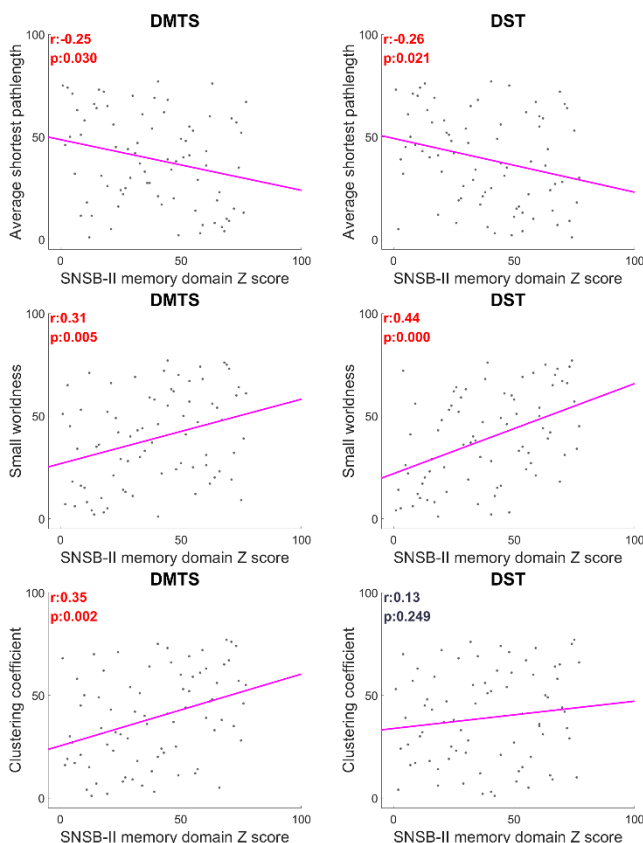 DMTS
r:-0.25
p:0.030
Average shortest pathlength
100
50
0
0
50
100
SNSB-II memory domain Z score
DST
r:-0.26
p:0.021
Average shortest pathlength
100
50
0
0
50
100
SNSB-II memory domain Z score
DMTS
r:0.31
p:0.005
Small worldness
100
50
0
0
50
100
SNSB-II memory domain Z score
DST
r:0.44
p:0.000
Small worldness
100
50
0
0
50
100
SNSB-II memory domain Z score
DMTS
r:0.35
p:0.002
Clustering coefficient
100
50
0
0
50
100
SNSB-II memory domain Z score
DST
r:0.13
p:0.249
Clustering coefficient
100
50
0
0
50
100
SNSB-II memory domain Z score